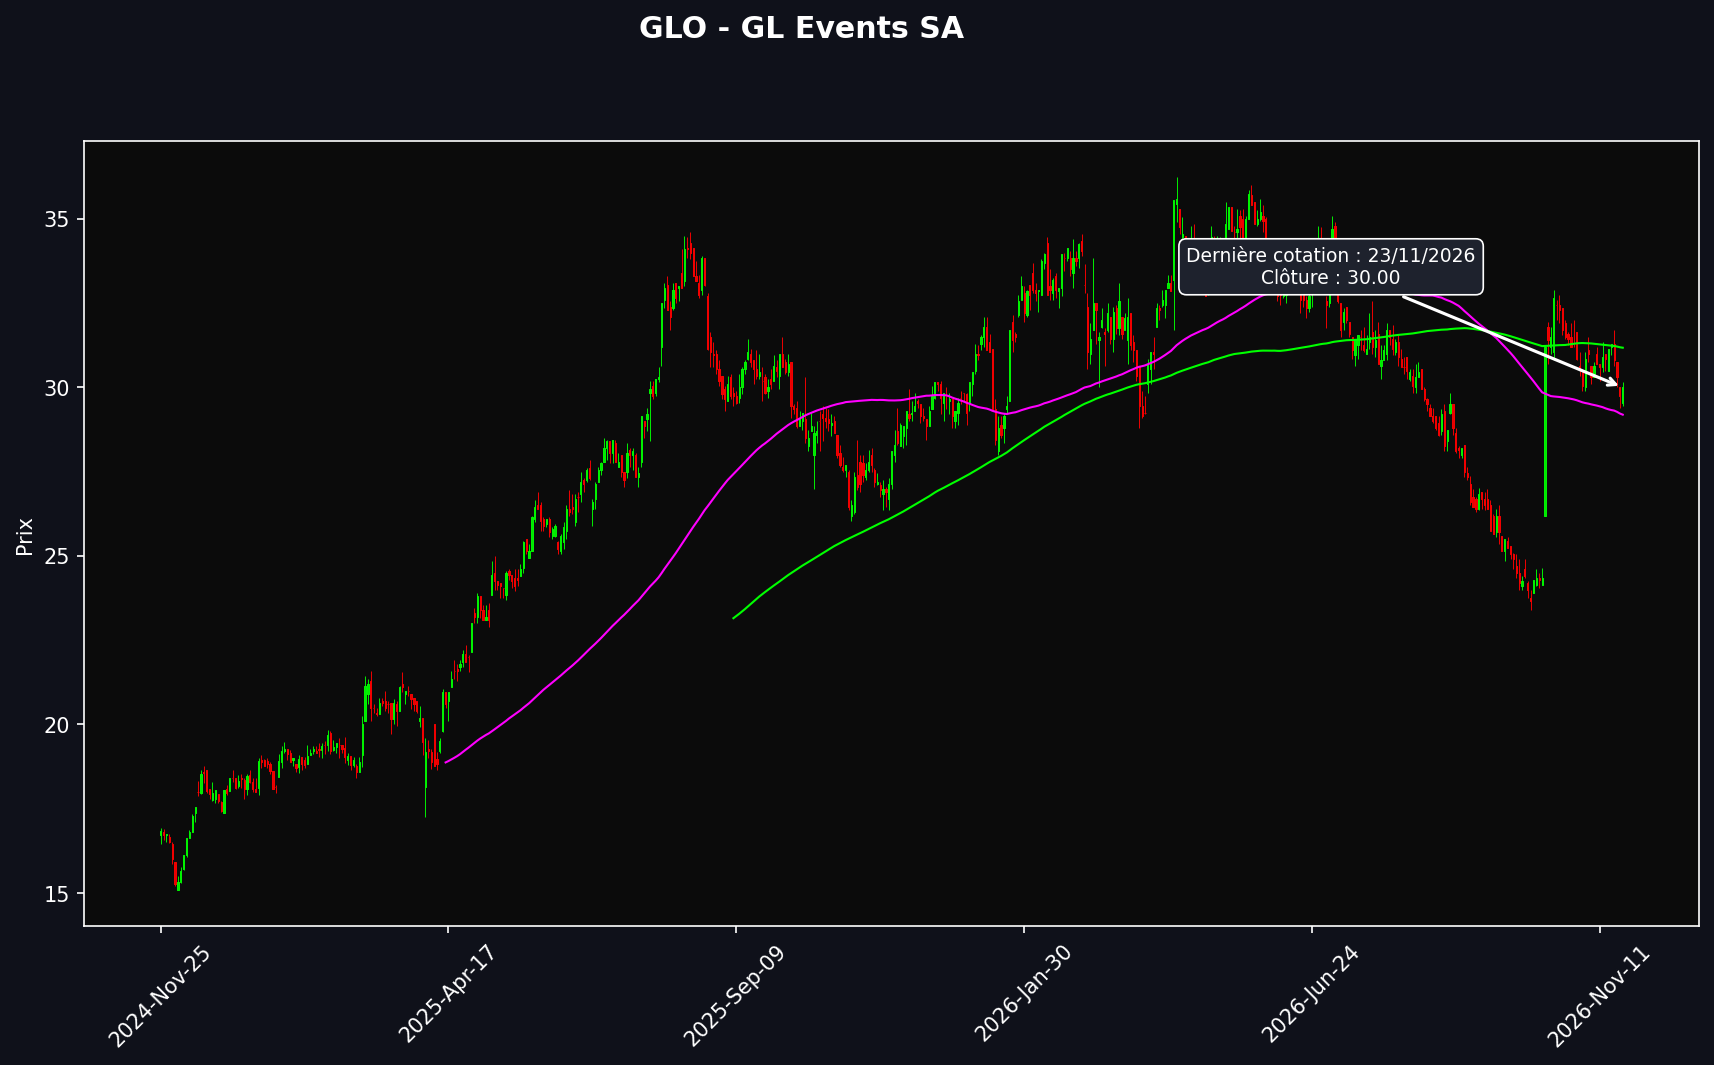 GLO - GL Events SA
Dernière cotation : 23/11/2026
Clôture : 30.00
Prix
35
30
25
20
15
2024-Nov-25
2025-Apr-17
2025-Sep-09
2026-Jan-30
2026-Jun-24
2026-Nov-11